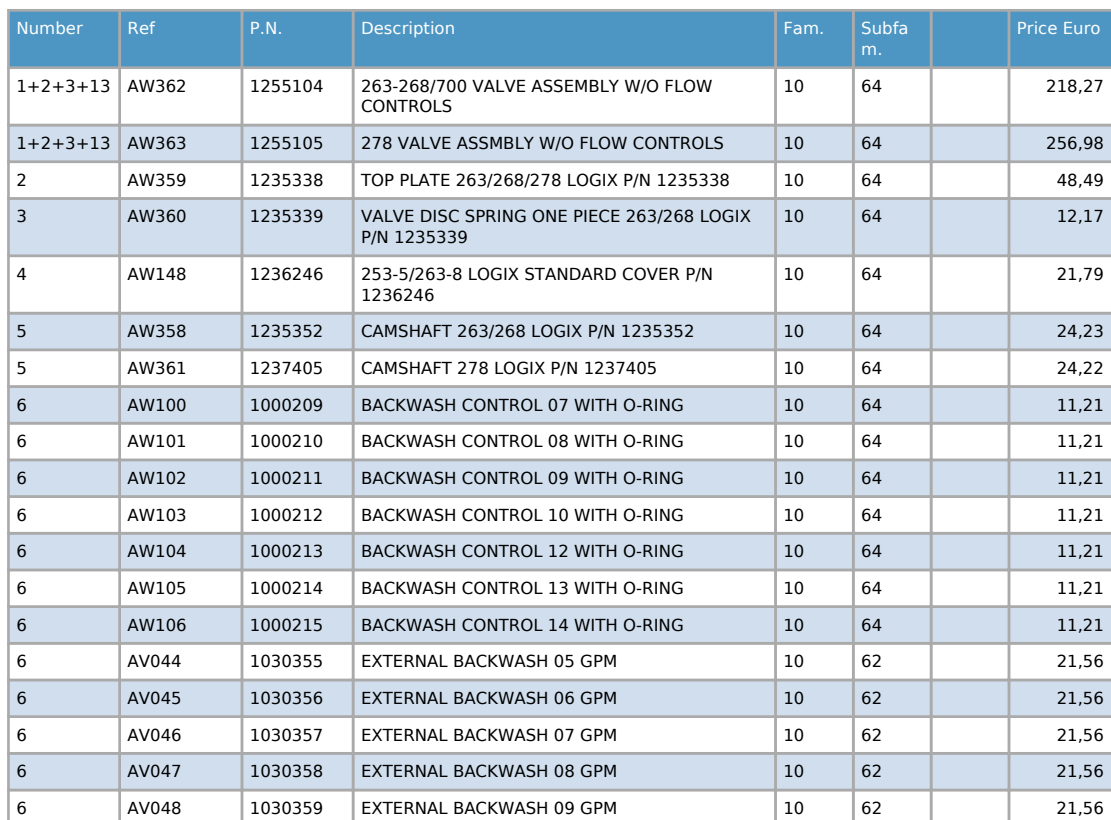 Number Ref P.N. Description Fam. Subfa Price Euro
m.
1+2+3+13 AW362 1255104 263-268/700 VALVE ASSEMBLY W/O FLOW 10 64 218,27
CONTROLS
1+2+3+13 AW363 1255105 278 VALVE ASSMBLY W/O FLOW CONTROLS 10 64 256,98
2 AW359 1235338 TOP PLATE 263/268/278 LOGIX P/N 1235338 10 64 48,49
3 AW360 1235339 VALVE DISC SPRING ONE PIECE 263/268 LOGIX 10 64 12,17
P/N 1235339
4 AW148 1236246 253-5/263-8 LOGIX STANDARD COVER P/N 10 64 21,79
1236246
5 AW358 1235352 CAMSHAFT 263/268 LOGIX P/N 1235352 10 64 24,23
5 AW361 1237405 CAMSHAFT 278 LOGIX P/N 1237405 10 64 24,22
6 AW100 1000209 BACKWASH CONTROL 07 WITH O-RING 10 64 11,21
6 AW101 1000210 BACKWASH CONTROL 08 WITH O-RING 10 64 11,21
6 AW102 1000211 BACKWASH CONTROL 09 WITH O-RING 10 64 11,21
6 AW103 1000212 BACKWASH CONTROL 10 WITH O-RING 10 64 11,21
6 AW104 1000213 BACKWASH CONTROL 12 WITH O-RING 10 64 11,21
6 AW105 1000214 BACKWASH CONTROL 13 WITH O-RING 10 64 11,21
6 AW106 1000215 BACKWASH CONTROL 14 WITH O-RING 10 64 11,21
6 AV044 1030355 EXTERNAL BACKWASH 05 GPM 10 62 21,56
6 AV045 1030356 EXTERNAL BACKWASH 06 GPM 10 62 21,56
6 AV046 1030357 EXTERNAL BACKWASH 07 GPM 10 62 21,56
6 AV047 1030358 EXTERNAL BACKWASH 08 GPM 10 62 21,56
6 AV048 1030359 EXTERNAL BACKWASH 09 GPM 10 62 21,56